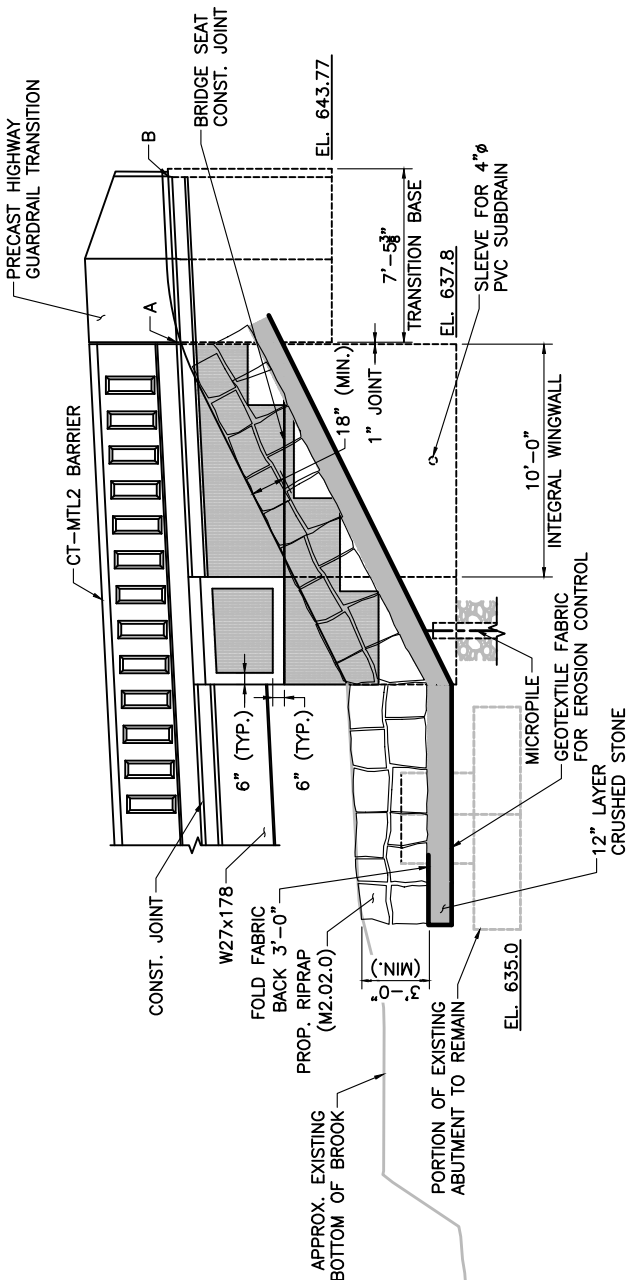 PRECAST HIGHWAY
GUARDRAIL TRANSITION
CT-MTL2 BARRIER
A
B
BRIDGE SEAT
CONST. JOINT
CONST. JOINT
EL. 643.77
W27x178
6" (TYP.)
6" (TYP.)
18" (MIN.)
1" JOINT
7'-5⅜"
TRANSITION BASE
EL. 637.8
FOLD FABRIC
BACK 3'-0"
PROP. RIPRAP
(M2.02.0)
3'-0"
(MIN.)
SLEEVE FOR 4"ø
PVC SUBDRAIN
10'-0"
INTEGRAL WINGWALL
APPROX. EXISTING
BOTTOM OF BROOK
MICROPILE
GEOTEXTILE FABRIC
FOR EROSION CONTROL
PORTION OF EXISTING
ABUTMENT TO REMAIN
EL. 635.0
12" LAYER
CRUSHED STONE